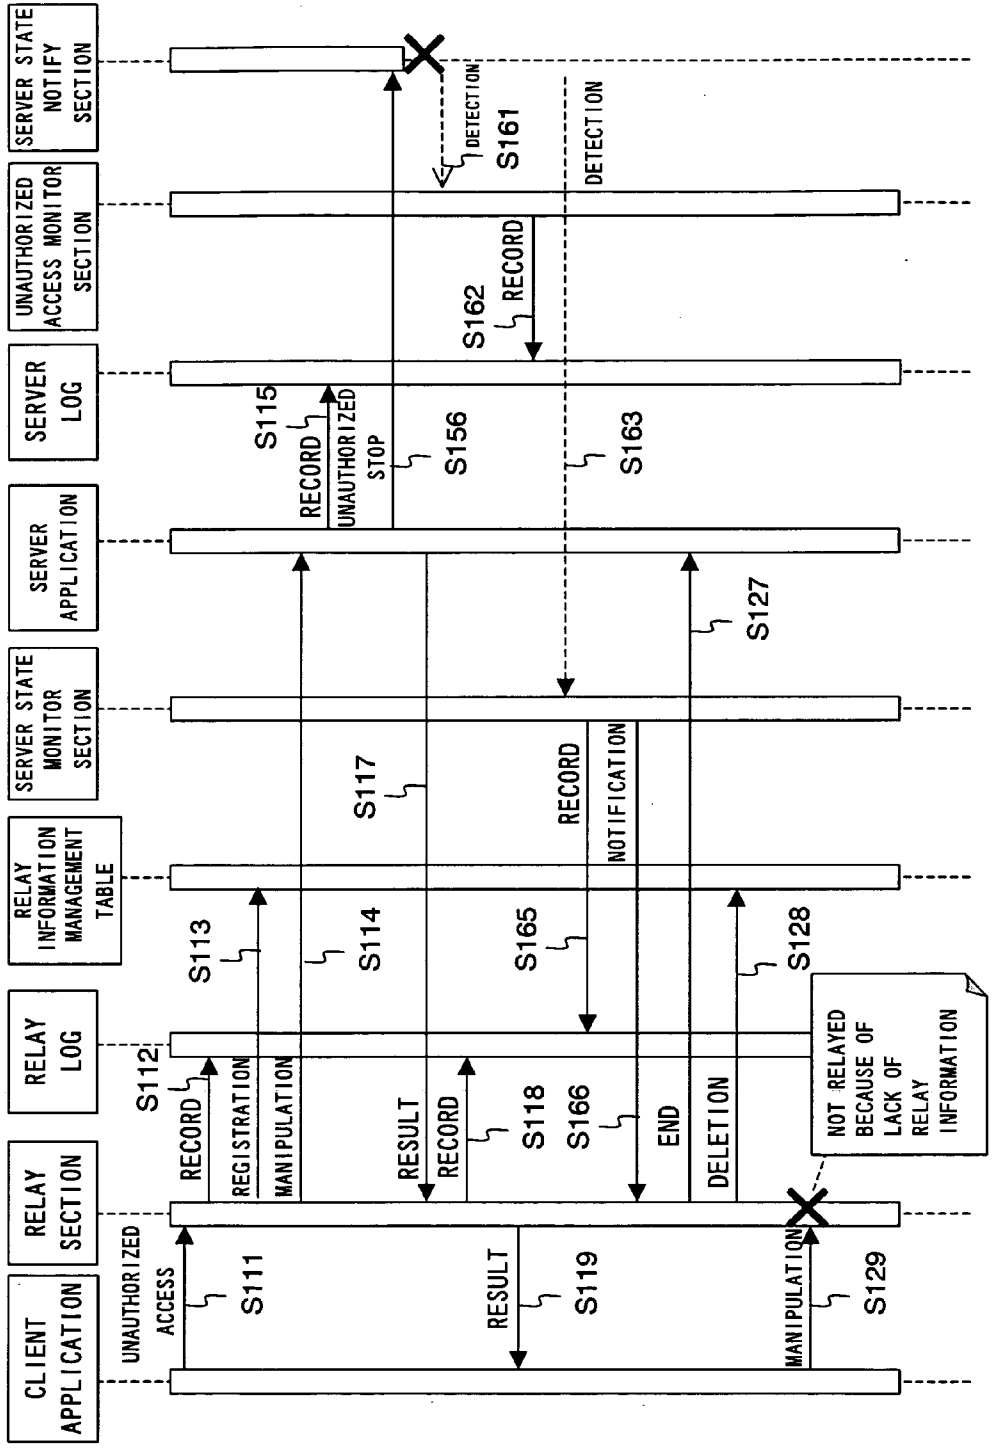 CLIENT
APPLICATION
RELAY
SECTION
RELAY
LOG
RELAY
INFORMATION
MANAGEMENT
TABLE
SERVER STATE
MONITOR
SECTION
SERVER
APPLICATION
SERVER
LOG
UNAUTHORIZED
ACCESS MONITOR
SECTION
SERVER STATE
NOTIFY
SECTION
UNAUTHORIZED
ACCESS
S111
RECORD
S112
REGISTRATION
S113
MANIPULATION
S114
RECORD
S115
UNAUTHORIZED
STOP
S156
RESULT
S117
DETECTION
S161
RECORD
S118
RESULT
S119
RECORD
S162
DETECTION
S163
RECORD
S165
NOTIFICATION
S166
END
S127
DELETION
S128
MANIPULATION
S129
NOT RELAYED
BECAUSE OF
LACK OF
RELAY
INFORMATION